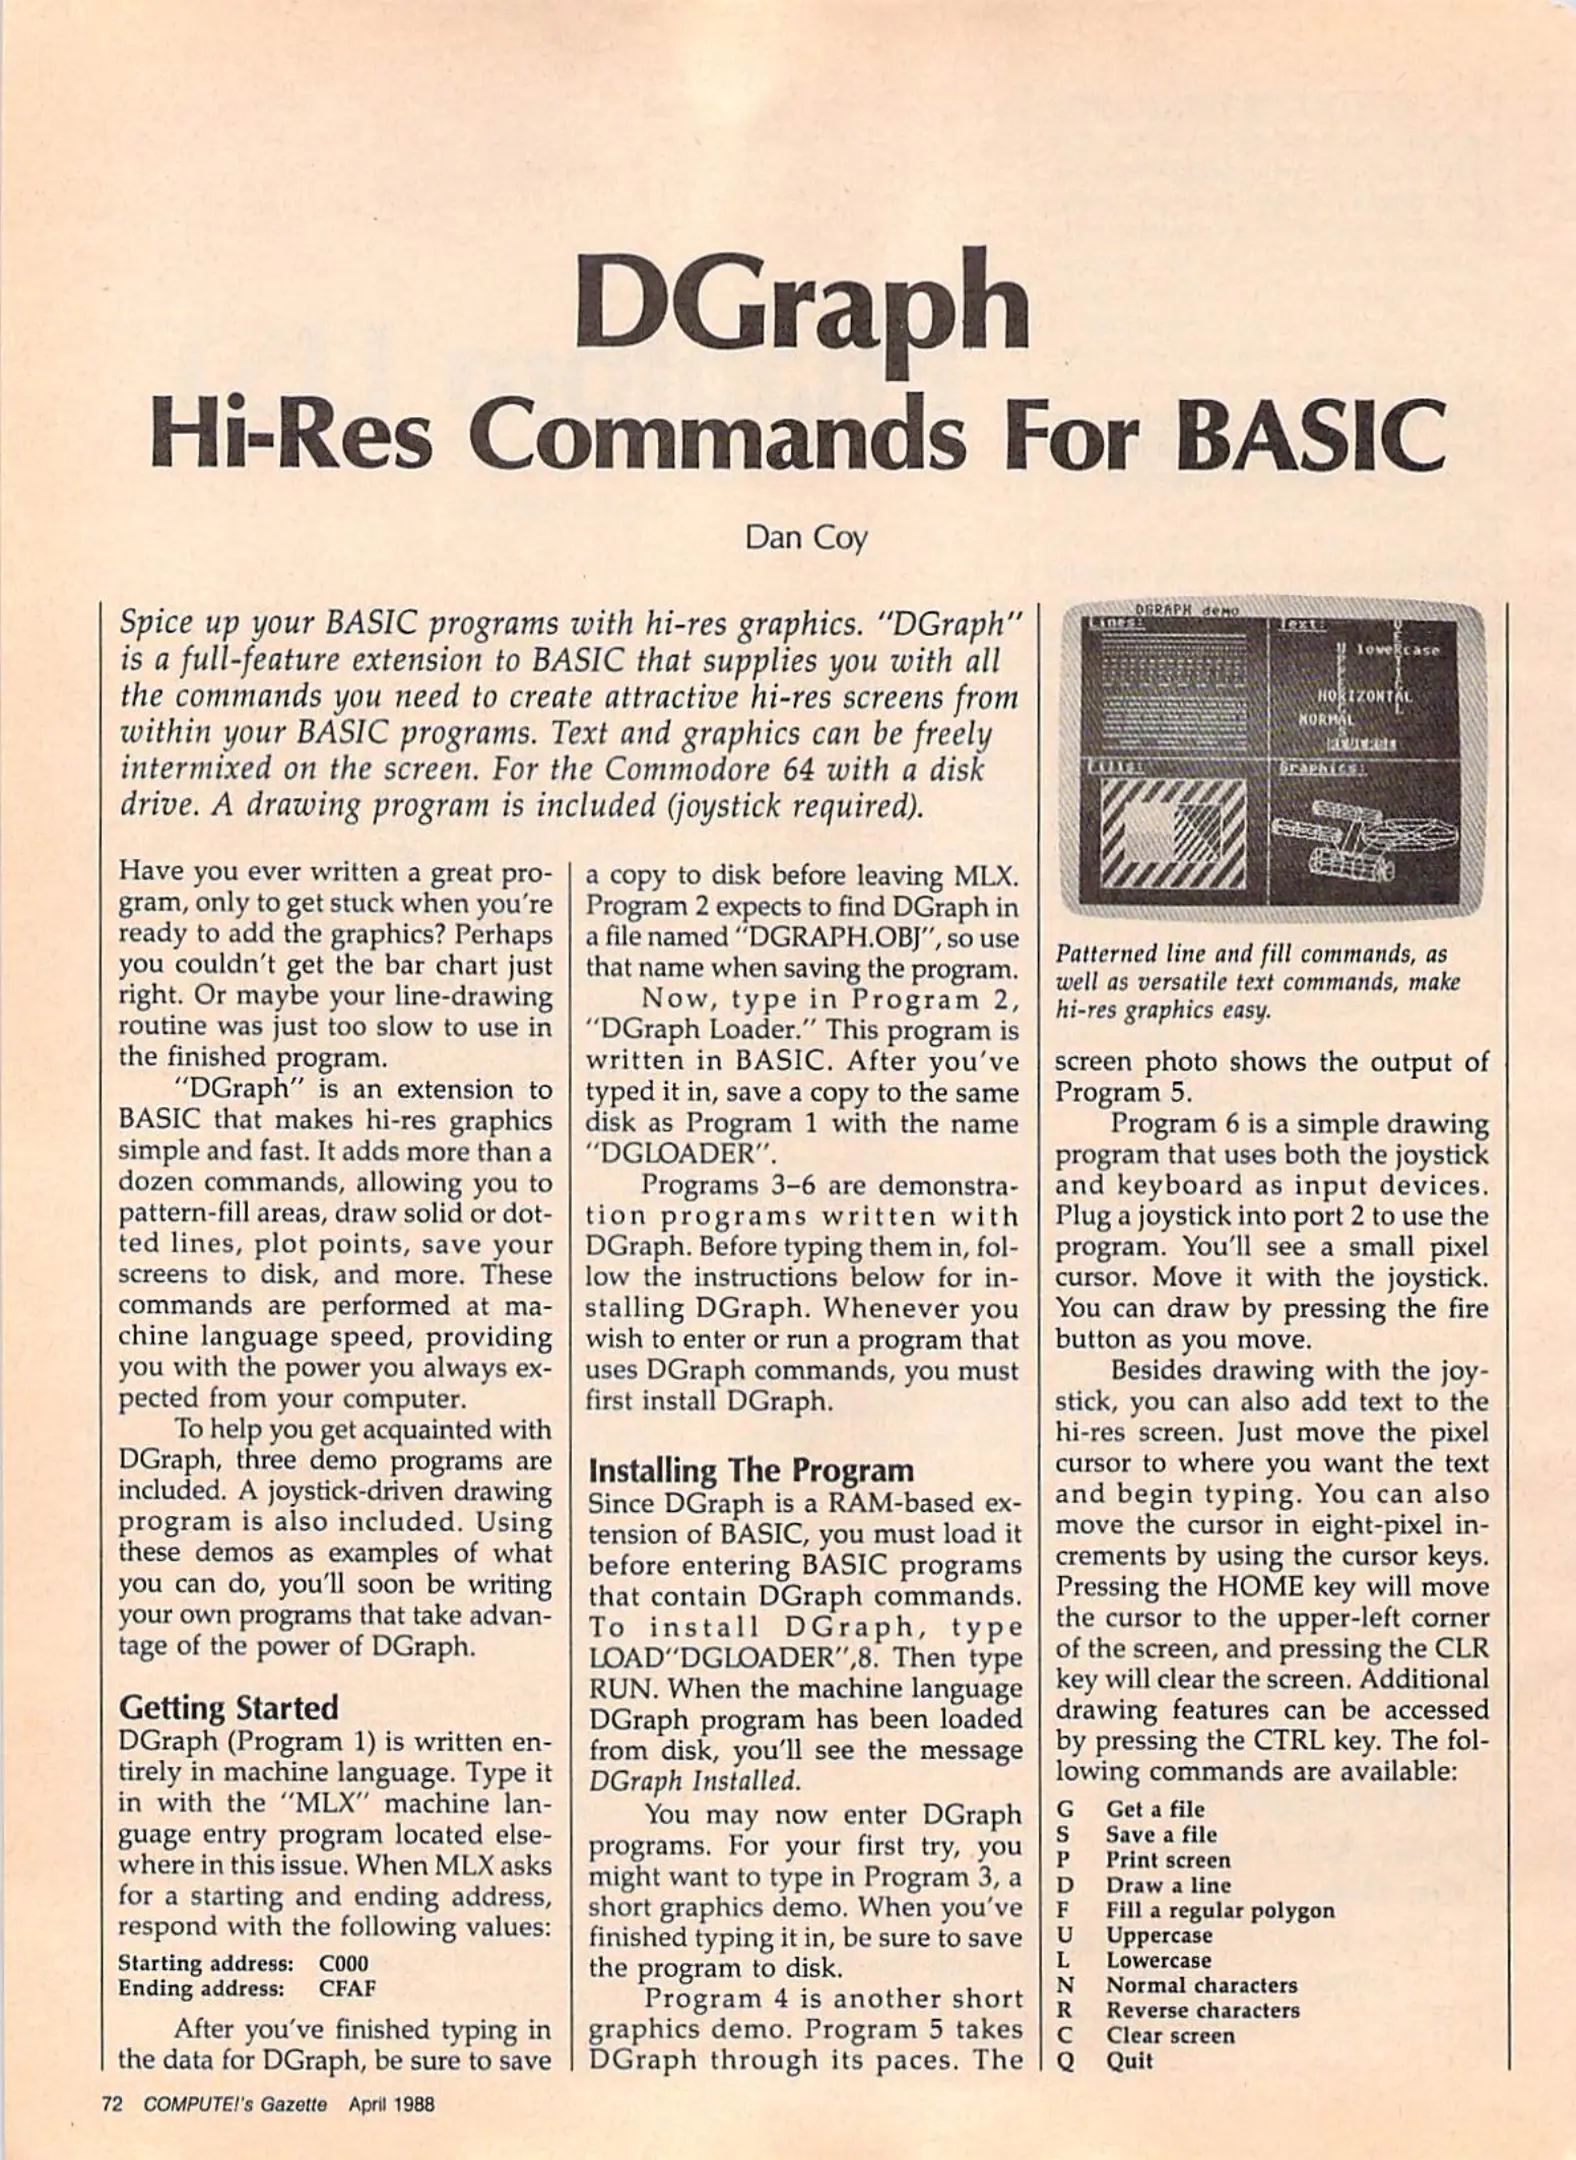 DGraph
Hi-Res Commands For BASIC
Dan Coy
Spice up your BASIC programs with hi-res graphics. "DGraph"
is a full-feature extension to BASIC that supplies you with all
the commands you need to create attractive hi-res screens from
within your BASIC programs. Text and graphics can be freely
intermixed on the screen. For the Commodore 64 with a disk
drive. A drawing program is included (joystick required).
Have you ever written a great pro-
gram, only to get stuck when you're
ready to add the graphics? Perhaps
you couldn't get the bar chart just
right. Or maybe your line-drawing
routine was just too slow to use in
the finished program.
"DGraph" is an extension to
BASIC that makes hi-res graphics
simple and fast. It adds more than a
dozen commands, allowing you to
pattern-fill areas, draw solid or dot-
ted lines, plot points, save your
screens to disk, and more. These
commands are performed at ma-
chine language speed, providing
you with the power you always ex-
pected from your computer.
To help you get acquainted with
DGraph, three demo programs are
included. A joystick-driven drawing
program is also included. Using
these demos as examples of what
you can do, you'll soon be writing
your own programs that take advan-
tage of the power of DGraph.
Getting Started
DGraph (Program 1) is written en-
tirely in machine language. Type it
in with the "MLX" machine lan-
guage entry program located else-
where in this issue. When MLX asks
for a starting and ending address,
respond with the following values:
Starting address: C000
Ending address: CFAF
After you've finished typing in
the data for DGraph, be sure to save
a copy to disk before leaving MLX.
Program 2 expects to find DGraph in
a file named "DGRAPH.OBJ", so use
that name when saving the program.
Now, type in Program 2,
"DGraph Loader." This program is
written in BASIC. After you've
typed it in, save a copy to the same
disk as Program 1 with the name
"DGLOADER".
Programs 3–6 are demonstra-
tion programs written with
DGraph. Before typing them in, fol-
low the instructions below for in-
stalling DGraph. Whenever you
wish to enter or run a program that
uses DGraph commands, you must
first install DGraph.
Installing The Program
Since DGraph is a RAM-based ex-
tension of BASIC, you must load it
before entering BASIC programs
that contain DGraph commands.
To install DGraph, type
LOAD"DGLOADER",8. Then type
RUN. When the machine language
DGraph program has been loaded
from disk, you'll see the message
DGraph Installed.
You may now enter DGraph
programs. For your first try, you
might want to type in Program 3, a
short graphics demo. When you've
finished typing it in, be sure to save
the program to disk.
Program 4 is another short
graphics demo. Program 5 takes
DGraph through its paces. The
DGRAPH demo
Lines:
Text:
VERTICAL
UPPERCASE
lowercase
HORIZONTAL
NORMAL
REVERSE
Fills:
Graphics:
Patterned line and fill commands, as
well as versatile text commands, make
hi-res graphics easy.
screen photo shows the output of
Program 5.
Program 6 is a simple drawing
program that uses both the joystick
and keyboard as input devices.
Plug a joystick into port 2 to use the
program. You'll see a small pixel
cursor. Move it with the joystick.
You can draw by pressing the fire
button as you move.
Besides drawing with the joy-
stick, you can also add text to the
hi-res screen. Just move the pixel
cursor to where you want the text
and begin typing. You can also
move the cursor in eight-pixel in-
crements by using the cursor keys.
Pressing the HOME key will move
the cursor to the upper-left corner
of the screen, and pressing the CLR
key will clear the screen. Additional
drawing features can be accessed
by pressing the CTRL key. The fol-
lowing commands are available:
G Get a file
S Save a file
P Print screen
D Draw a line
F Fill a regular polygon
U Uppercase
L Lowercase
N Normal characters
R Reverse characters
C Clear screen
Q Quit
72 COMPUTE!'s Gazette April 1988